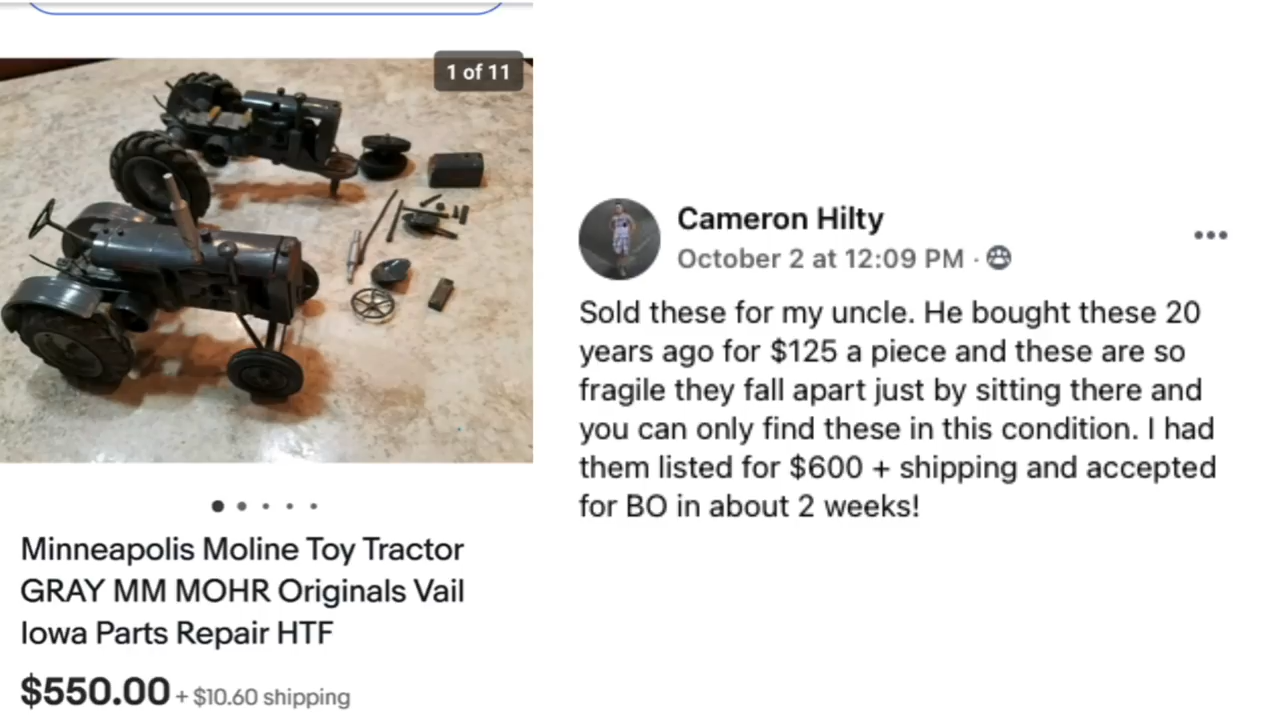 1 of 11
Minneapolis Moline Toy Tractor
GRAY MM MOHR Originals Vail
Iowa Parts Repair HTF
$550.00 + $10.60 shipping
Cameron Hilty
October 2 at 12:09 PM ·
Sold these for my uncle. He bought these 20
years ago for $125 a piece and these are so
fragile they fall apart just by sitting there and
you can only find these in this condition. I had
them listed for $600 + shipping and accepted
for BO in about 2 weeks!